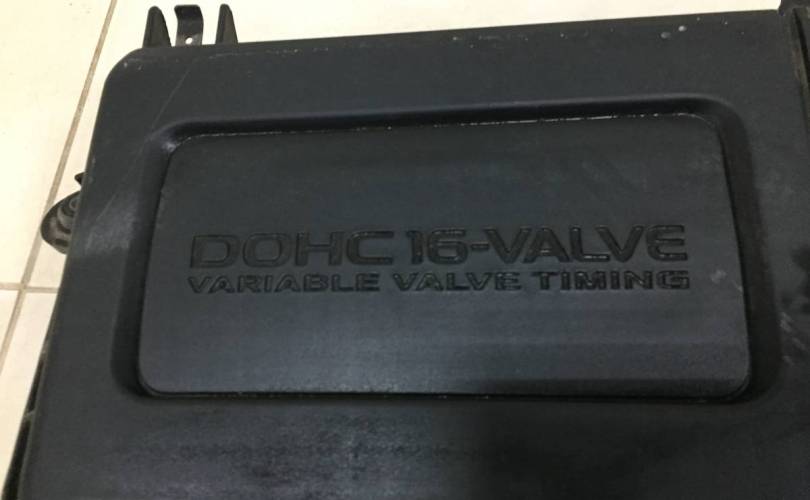 DOHC 16-VALVE
VARIABLE VALVE TIMING